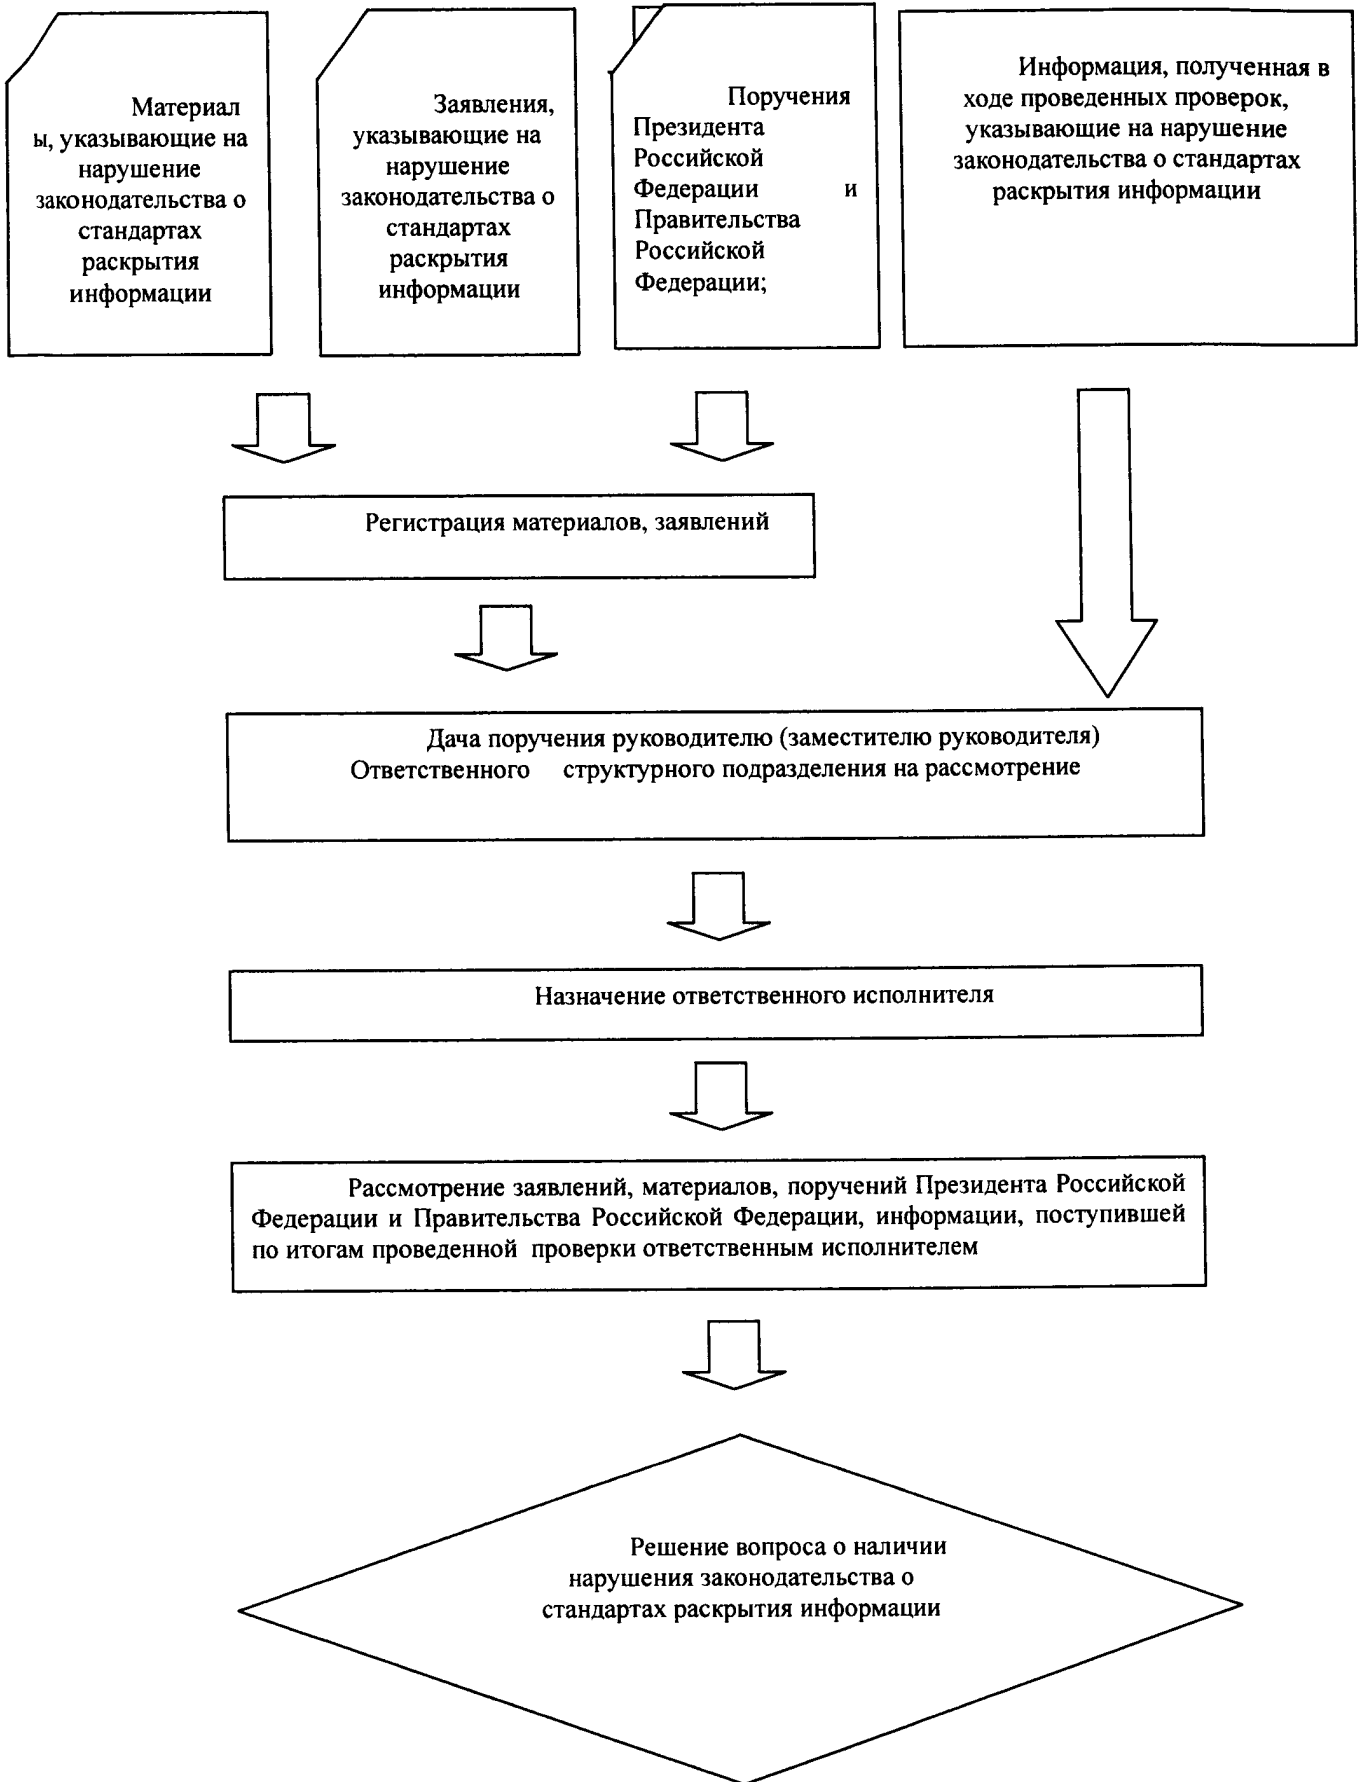 Материал
ы, указывающие на
нарушение
законодательства о
стандартах
раскрытия
информации
Заявления,
указывающие на
нарушение
законодательства о
стандартах
раскрытия
информации
Поручения
Президента
Российской
Федерации и
Правительства
Российской
Федерации;
Информация, полученная в
ходе проведенных проверок,
указывающие на нарушение
законодательства о стандартах
раскрытия информации
Регистрация материалов, заявлений
Дача поручения руководителю (заместителю руководителя)
Ответственного структурного подразделения на рассмотрение
Назначение ответственного исполнителя
Рассмотрение заявлений, материалов, поручений Президента Российской
Федерации и Правительства Российской Федерации, информации, поступившей
по итогам проведенной проверки ответственным исполнителем
Решение вопроса о наличии
нарушения законодательства о
стандартах раскрытия информации